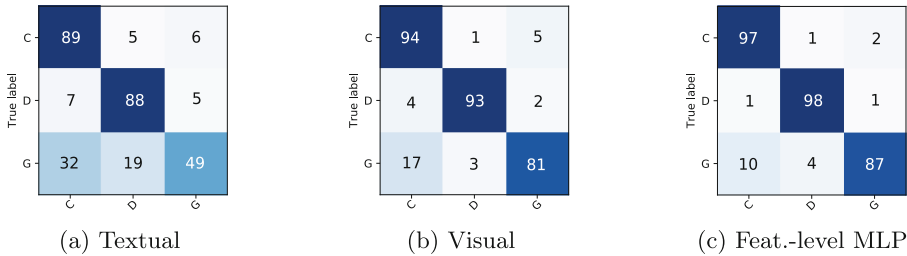 C 89 5 6
D 7 88 5
G 32 19 49
C D G
True label
(a) Textual
C 94 1 5
D 4 93 2
G 17 3 81
C D G
True label
(b) Visual
C 97 1 2
D 1 98 1
G 10 4 87
C D G
True label
(c) Feat.-level MLP